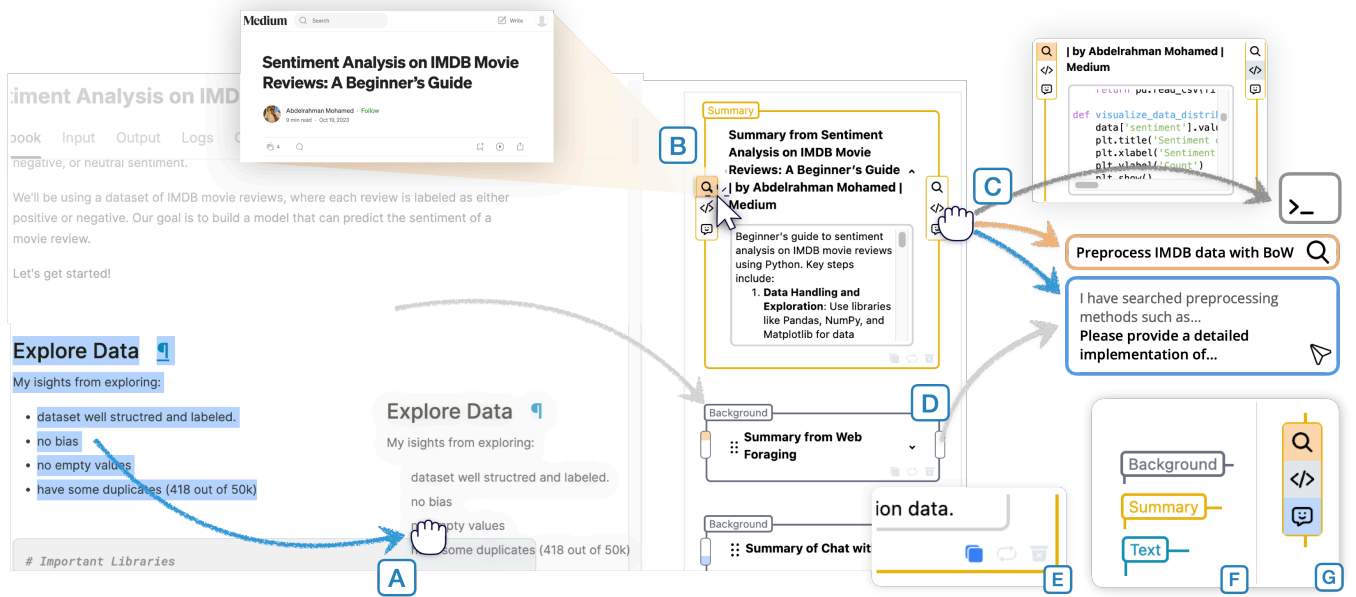 Medium
Search
Write
Sentiment Analysis on IMDB Movie
Reviews: A Beginner's Guide
Abdelrahman Mohamed · Follow
9 min read · Oct 19, 2023
4
:iment Analysis on IMD
book Input Output Logs
negative, or neutral sentiment.
We'll be using a dataset of IMDB movie reviews, where each review is labeled as either
positive or negative. Our goal is to build a model that can predict the sentiment of a
movie review.
Let's get started!
Explore Data ¶
My isights from exploring:
• dataset well structred and labeled.
• no bias
• no empty values
• have some duplicates (418 out of 50k)
# Important Libraries
Explore Data ¶
My isights from exploring:
dataset well structured and labeled.
no bias
empty values
some duplicates (418 out of 50k)
A
B
Summary
Summary from Sentiment
Analysis on IMDB Movie
Reviews: A Beginner's Guide
| by Abdelrahman Mohamed |
Medium
</>
</>
Beginner's guide to sentiment
analysis on IMDB movie reviews
using Python. Key steps
include:
1. Data Handling and
Exploration: Use libraries
like Pandas, NumPy, and
Matplotlib for data
D
Background
Summary from Web
Foraging
Background
Summary of Chat wit
ion data.
E
C
| by Abdelrahman Mohamed |
Medium
</>
</>
return pd.read_csv(fi
def visualize_data_distrib
data['sentiment'].valu
plt.title('Sentiment
plt.xlabel('Sentiment
plt.ylabel('Count')
plt.show()
>_
Preprocess IMDB data with BoW
I have searched preprocessing
methods such as...
Please provide a detailed
implementation of...
Background
Summary
Text
F
</>
G